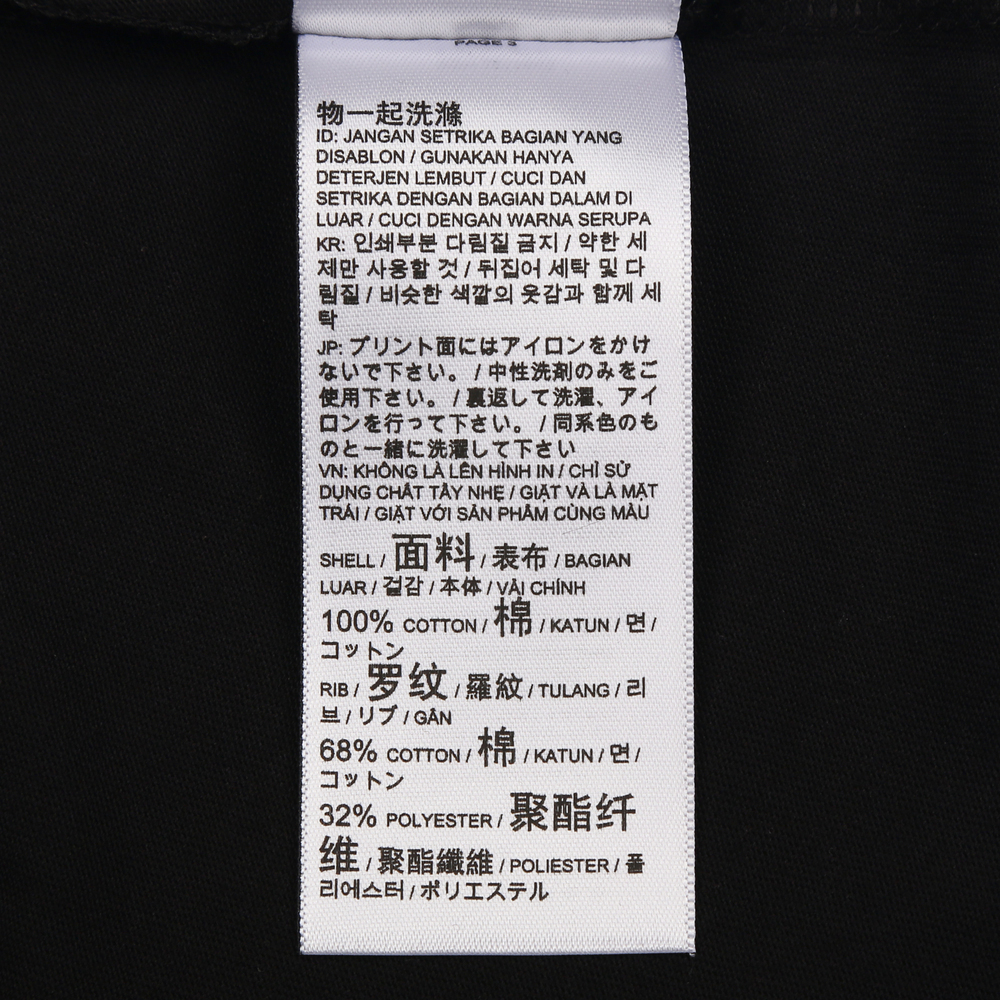 PAGE 3
物一起洗滌
ID: JANGAN SETRIKA BAGIAN YANG
DISABLON / GUNAKAN HANYA
DETERJEN LEMBUT / CUCI DAN
SETRIKA DENGAN BAGIAN DALAM DI
LUAR / CUCI DENGAN WARNA SERUPA
KR: 인쇄부분 다림질 금지 / 약한 세
제만 사용할 것 / 뒤집어 세탁 및 다
림질 / 비슷한 색깔의 옷감과 함께 세
탁
JP: プリント面にはアイロンをかけ
ないで下さい。 / 中性洗剤のみをご
使用下さい。 / 裏返して洗濯、アイ
ロンを行って下さい。 / 同系色のも
のと一緒に洗濯して下さい
VN: KHÔNG LÀ LÊN HÌNH IN / CHỈ SỬ
DỤNG CHẤT TẨY NHẸ / GIẶT VÀ LÀ MẶT
TRÁI / GIẶT VỚI SẢN PHẨM CÙNG MÀU
SHELL / 面料 / 表布 / BAGIAN
LUAR / 겉감 / 本体 / VẢI CHÍNH
100% COTTON / 棉 / KATUN / 면 /
コットン
RIB / 罗纹 / 羅紋 / TULANG / 리
브 / リブ / GÂN
68% COTTON / 棉 / KATUN / 면 /
コットン
32% POLYESTER / 聚酯纤
维 / 聚酯纖維 / POLIESTER / 폴
리에스터 / ポリエステル